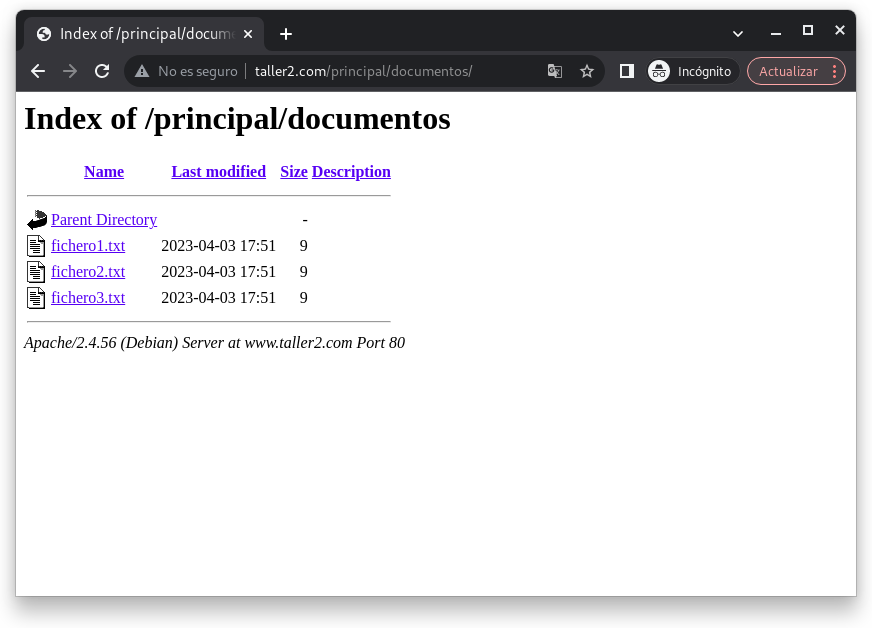 Index of /principal/docume
No es seguro taller2.com/principal/documentos/ Incógnito Actualizar
Index of /principal/documentos
Name Last modified Size Description
Parent Directory -
fichero1.txt 2023-04-03 17:51 9
fichero2.txt 2023-04-03 17:51 9
fichero3.txt 2023-04-03 17:51 9
Apache/2.4.56 (Debian) Server at www.taller2.com Port 80